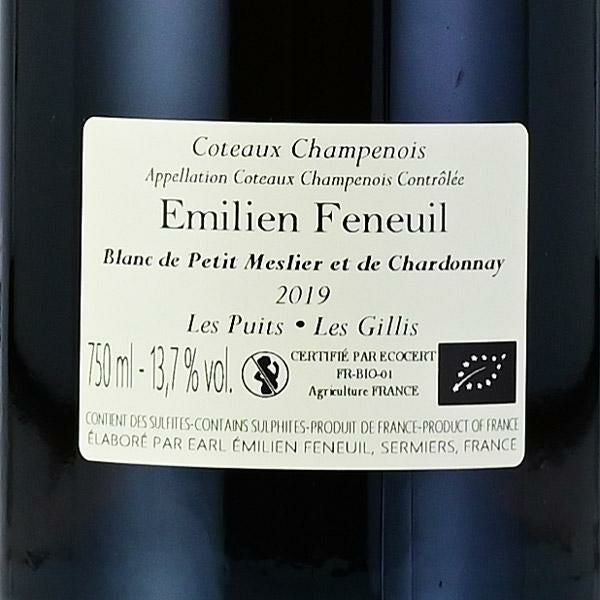 Coteaux Champenois
Appellation Coteaux Champenois Contrôlée
Emilien Feneuil
Blanc de Petit Meslier et de Chardonnay
2019
Les Puits • Les Gillis
750 ml - 13,7 % vol.
CERTIFIÉ PAR ECOCERT
FR-BIO-01
Agriculture FRANCE
CONTIENT DES SULFITES-CONTAINS SULPHITES-PRODUIT DE FRANCE-PRODUCT OF FRANCE
ÉLABORÉ PAR EARL ÉMILIEN FENEUIL, SERMIERS, FRANCE